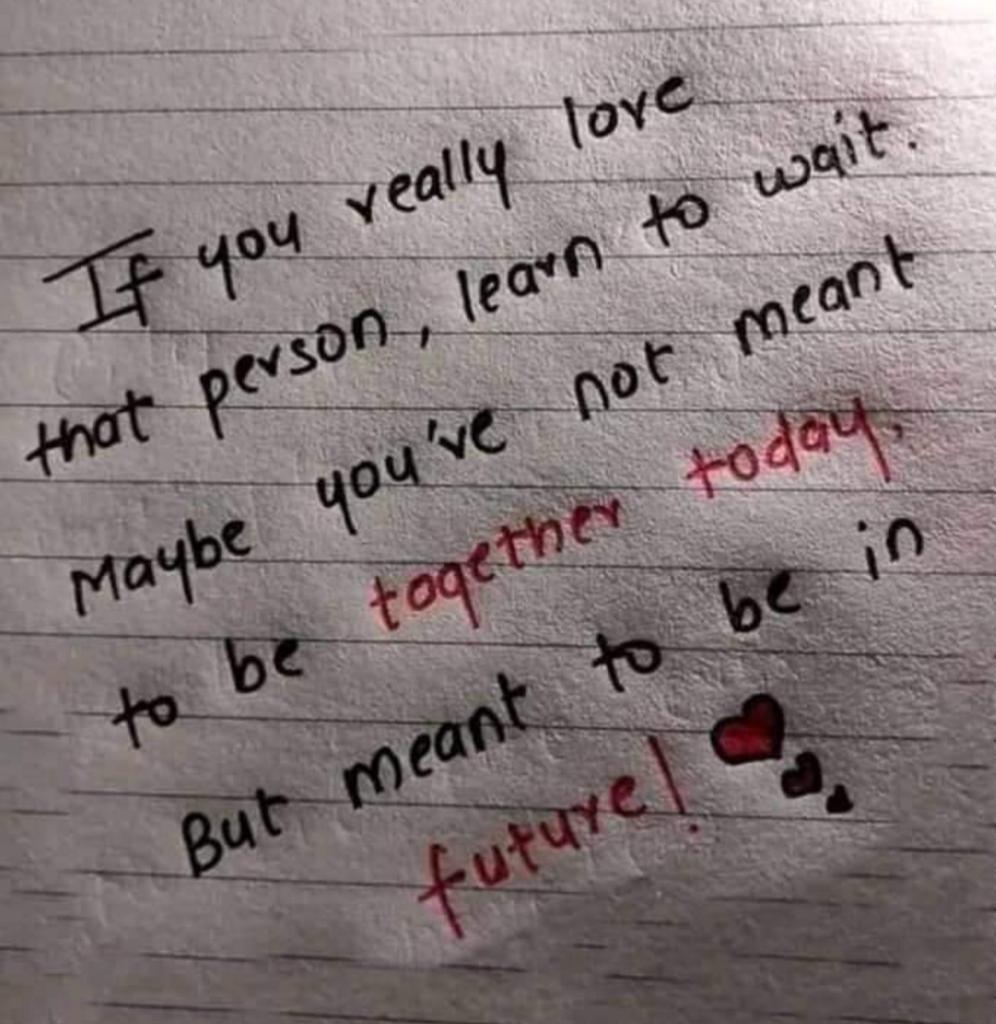 If you really love
that person, learn to wait.
Maybe you've not meant
to be together today.
But meant to be in
future!